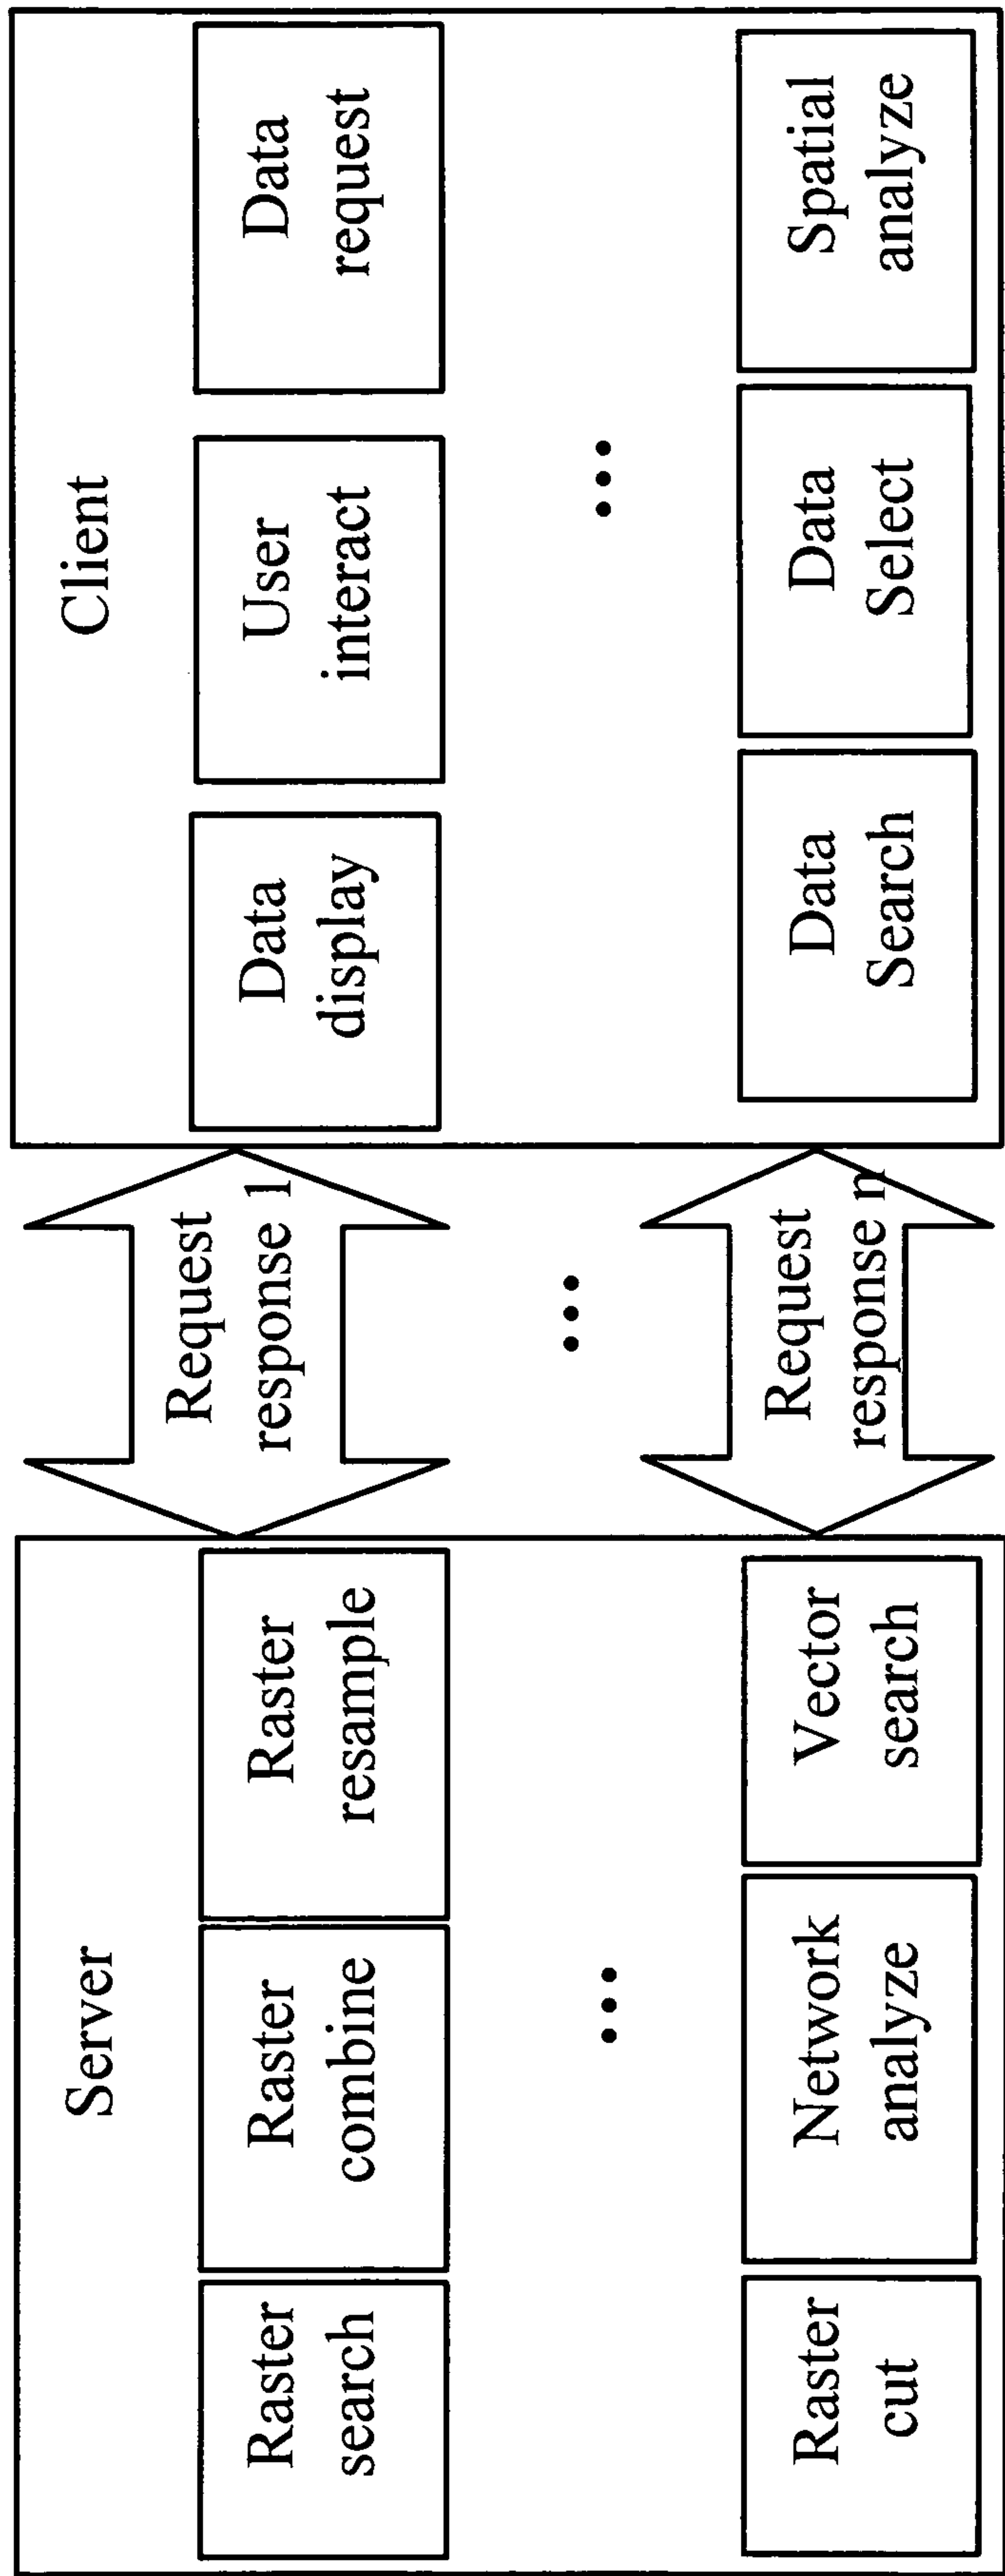 Server
Raster
search
Raster
combine
Raster
resample
...
Raster
cut
Network
analyze
Vector
search
Request
response 1
...
Request
response n
Client
Data
display
User
interact
Data
request
...
Data
Search
Data
Select
Spatial
analyze